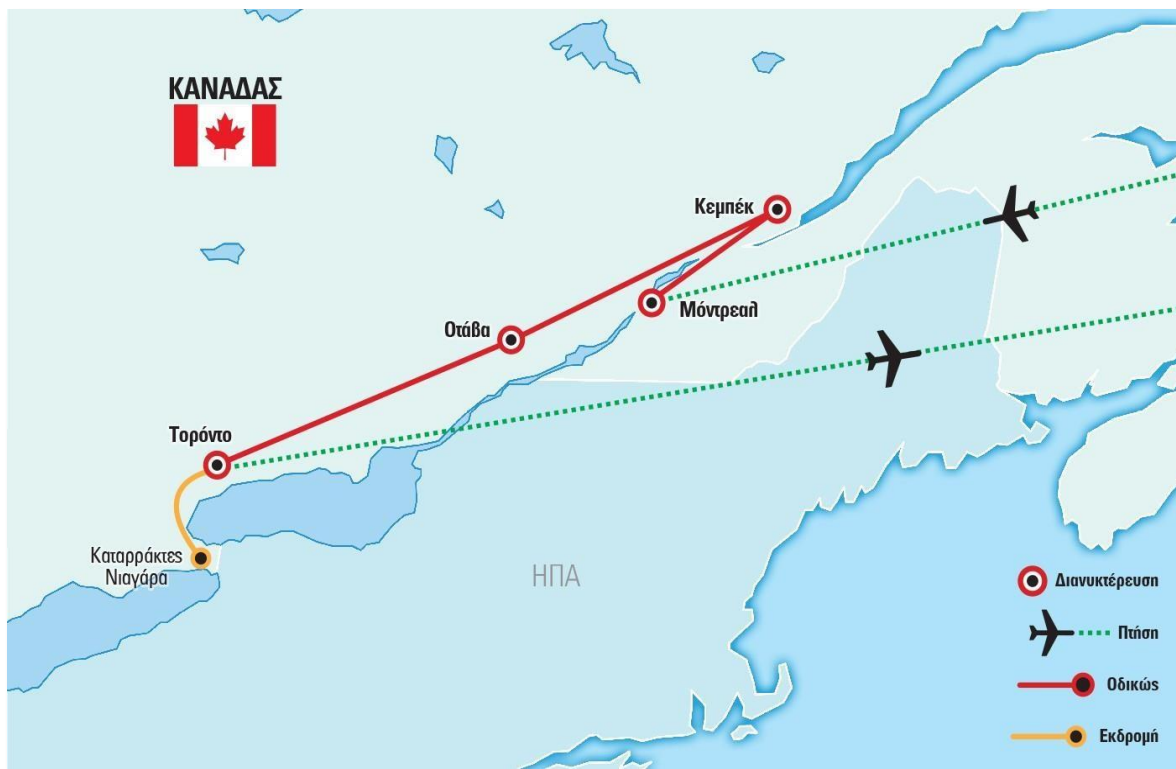 ΚΑΝΑΔΑΣ
Κεμπέκ
Μόντρεαλ
Οτάβα
Τορόντο
Καταρράκτες
Νιαγάρα
ΗΠΑ
Διανυκτέρευση
Πτήση
Οδικώς
Εκδρομή